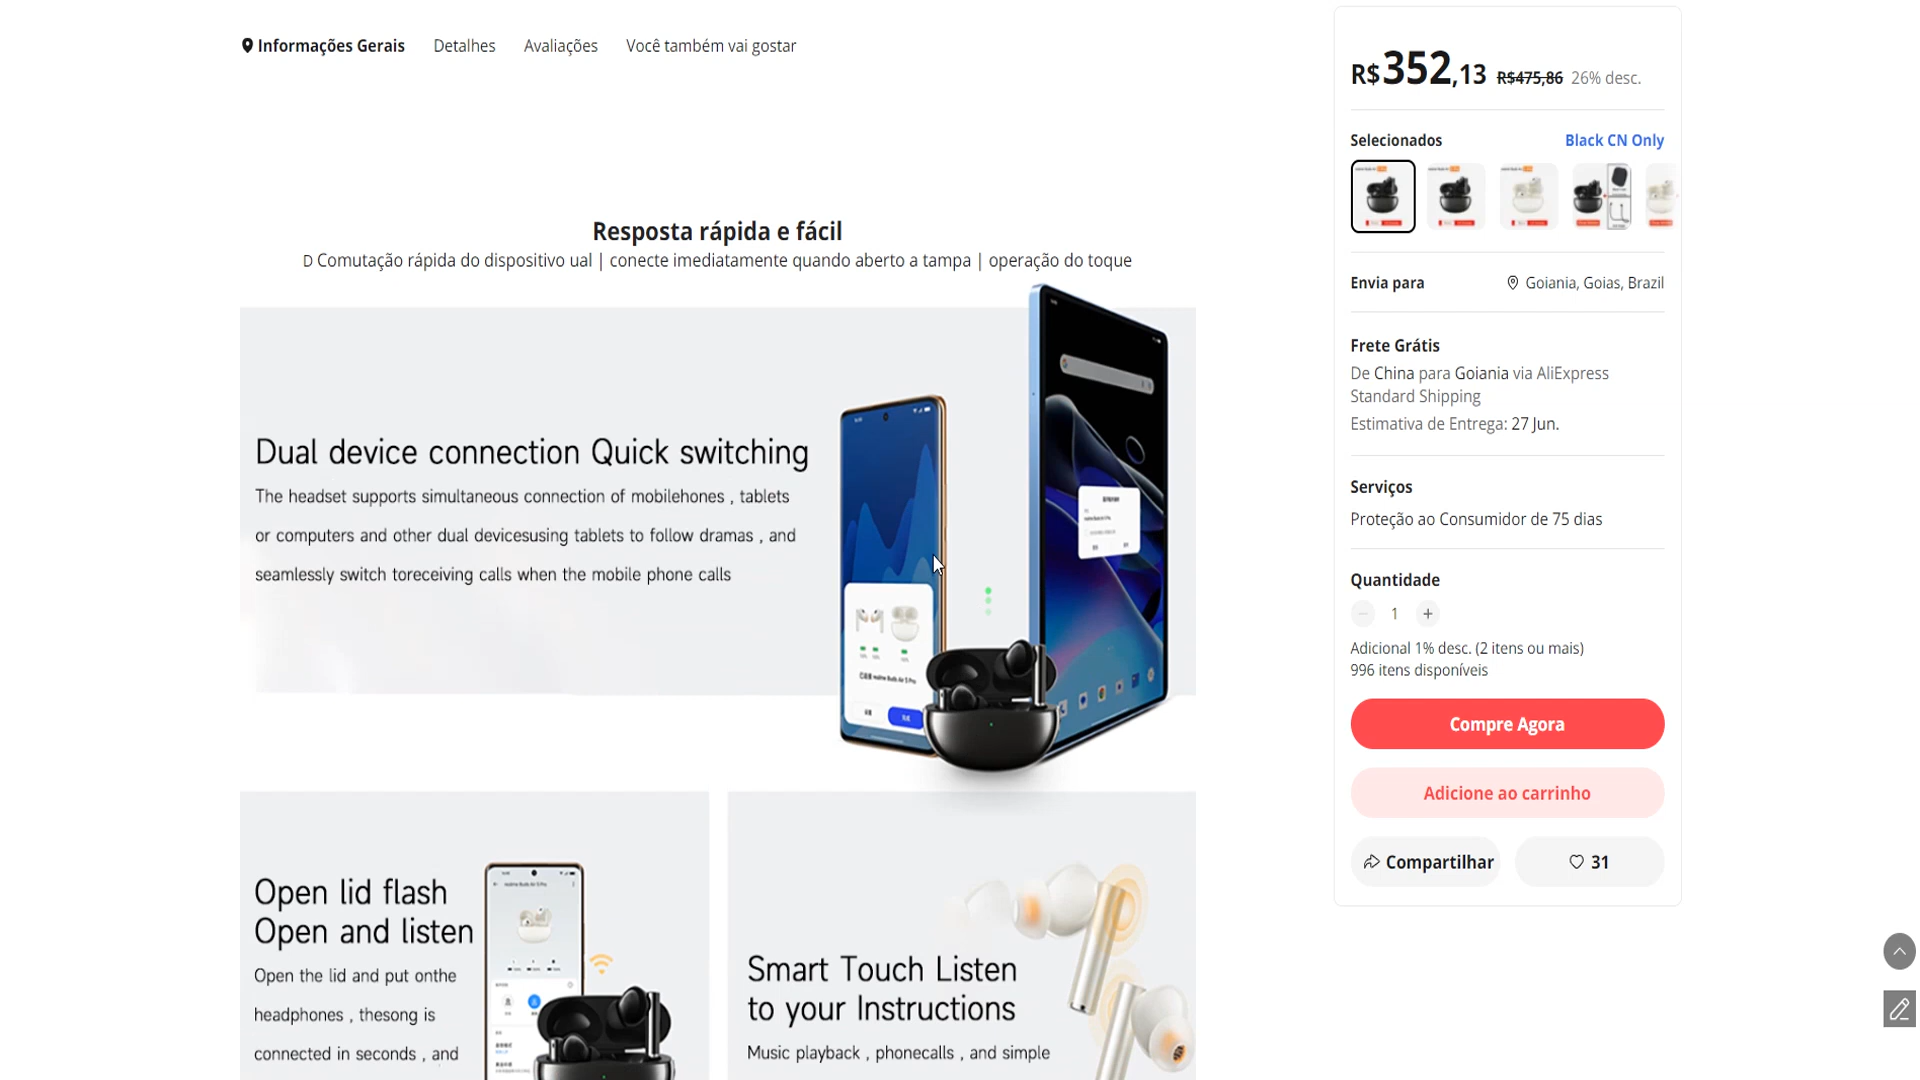 Informações Gerais
Detalhes
Avaliações
Você também vai gostar
Resposta rápida e fácil
D Comutação rápida do dispositivo ual | conecte imediatamente quando aberto a tampa | operação do toque
Dual device connection Quick switching
The headset supports simultaneous connection of mobilehones , tablets
or computers and other dual devicesusing tablets to follow dramas , and
seamlessly switch toreceiving calls when the mobile phone calls
Open lid flash
Open and listen
Open the lid and put onthe
headphones , thesong is
connected in seconds , and
Smart Touch Listen
to your Instructions
Music playback , phonecalls , and simple
R$352,13 R$475,86 26% desc.
Selecionados
Black CN Only
Envia para
Goiania, Goias, Brazil
Frete Grátis
De China para Goiania via AliExpress
Standard Shipping
Estimativa de Entrega: 27 Jun.
Serviços
Proteção ao Consumidor de 75 dias
Quantidade
1
Adicional 1% desc. (2 itens ou mais)
996 itens disponíveis
Compre Agora
Adicione ao carrinho
Compartilhar
31